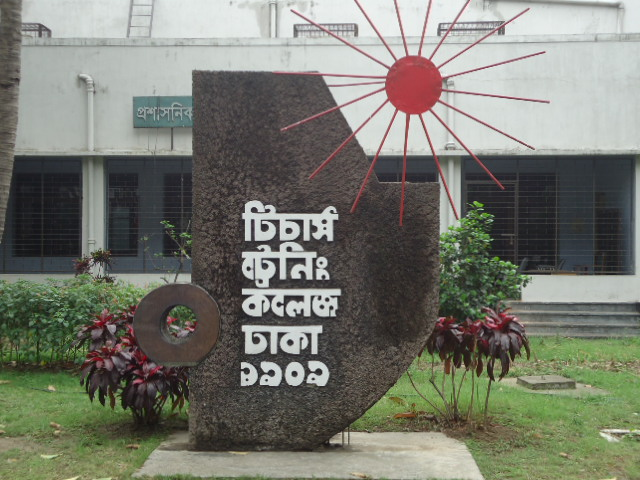 প্রশাসনিক
টিচার্স
ট্রেনিং
কলেজ
ঢাকা
১৯০৯